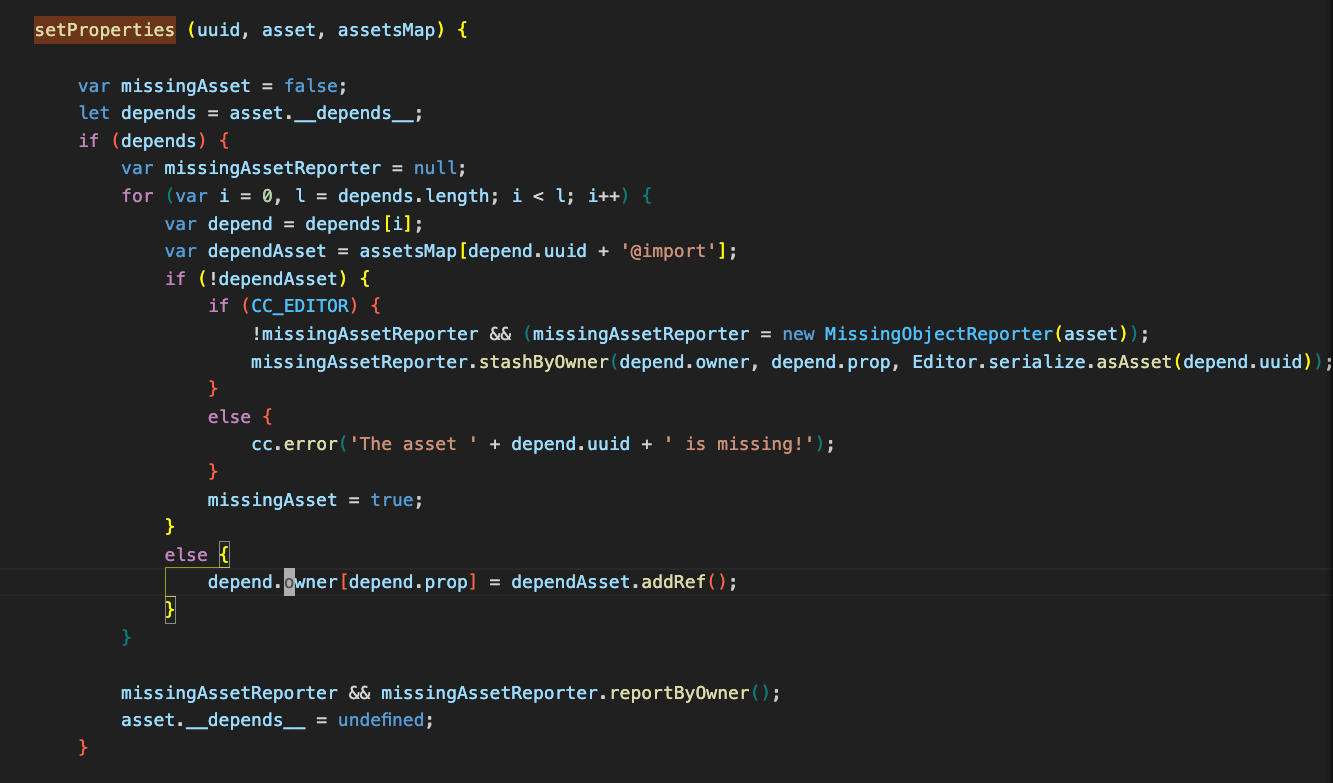 setProperties (uuid, asset, assetsMap) {
var missingAsset = false;
let depends = asset.__depends__;
if (depends) {
var missingAssetReporter = null;
for (var i = 0, l = depends.length; i < l; i++) {
var depend = depends[i];
var dependAsset = assetsMap[depend.uuid + '@import'];
if (!dependAsset) {
if (CC_EDITOR) {
!missingAssetReporter && (missingAssetReporter = new MissingObjectReporter(asset));
missingAssetReporter.stashByOwner(depend.owner, depend.prop, Editor.serialize.asAsset(depend.uuid));
}
else {
cc.error('The asset ' + depend.uuid + ' is missing!');
}
missingAsset = true;
}
else {
depend.owner[depend.prop] = dependAsset.addRef();
}
}
missingAssetReporter && missingAssetReporter.reportByOwner();
asset.__depends__ = undefined;
}